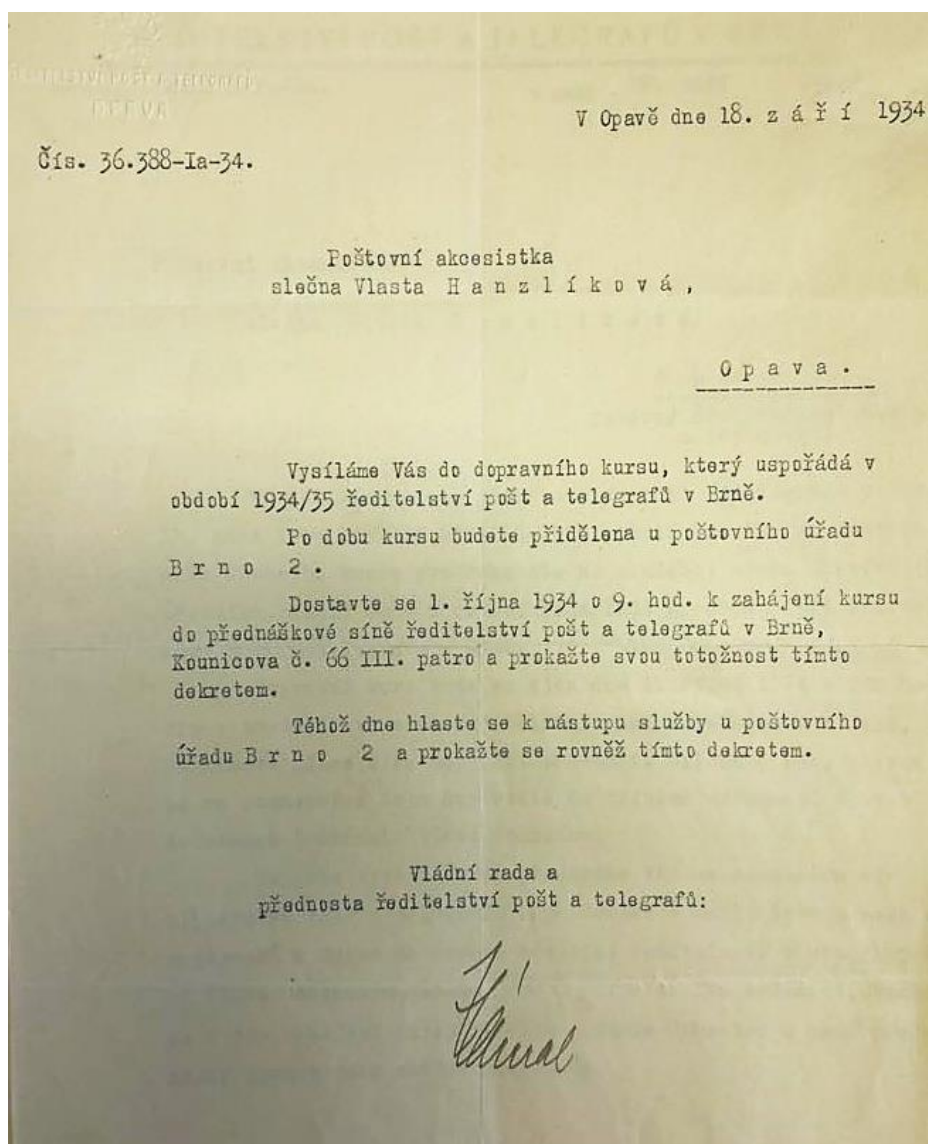 V Opavě dne 18. z á ř í 1934
Čís. 36.388-Ia-34.
Poštovní akcesistka
slečna Vlasta H a n z l í k o v á ,
O p a v a .
Vysíláme Vás do dopravního kursu, který uspořádá v
období 1934/35 ředitelství pošt a telegrafů v Brně.
Po dobu kursu budete přidělena u poštovního úřadu
B r n o 2 .
Dostavte se 1. října 1934 o 9. hod. k zahájení kursu
do přednáškové síně ředitelství pošt a telegrafů v Brně,
Kounicova č. 66 III. patro a prokažte svou totožnost tímto
dekretem.
Téhož dne hlaste se k nástupu služby u poštovního
úřadu B r n o 2 a prokažte se rovněž tímto dekretem.
Vládní rada a
přednosta ředitelství pošt a telegrafů: